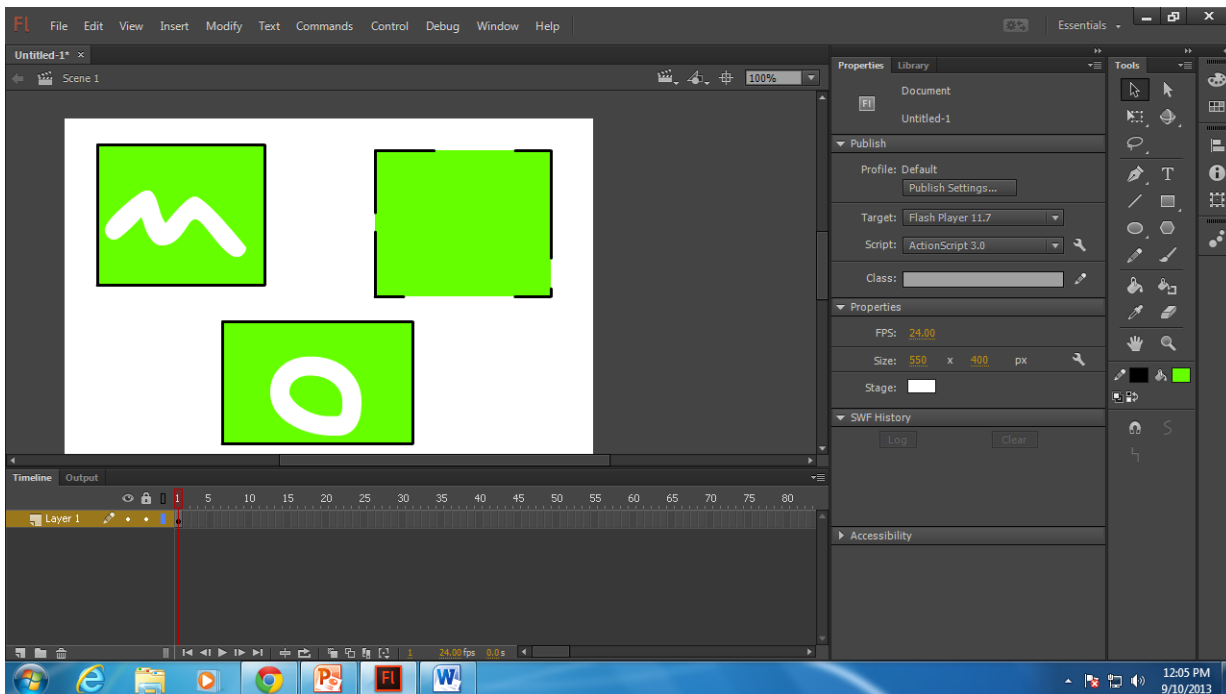 Fl File Edit View Insert Modify Text Commands Control Debug Window Help Essentials
Untitled-1* ×
Scene 1 100%
Properties Library
Tools
Fl Document
Untitled-1
Publish
Profile: Default
Publish Settings...
Target: Flash Player 11.7
Script: ActionScript 3.0
Class:
Properties
FPS: 24.00
Size: 550 x 400 px
Stage:
SWF History
Log Clear
Accessibility
Timeline Output
1 5 10 15 20 25 30 35 40 45 50 55 60 65 70 75 80
Layer 1
1 24.00 fps 0.0 s
12:05 PM
9/10/2013